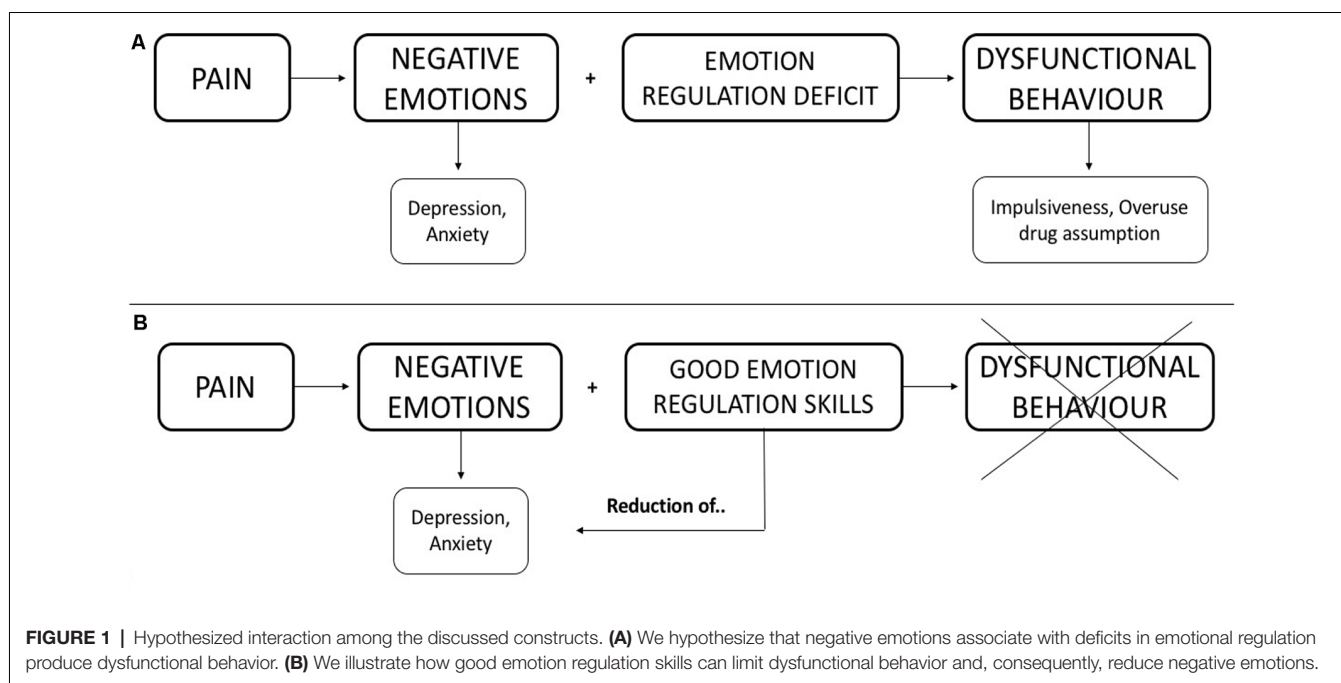 A
PAIN
NEGATIVE
EMOTIONS
+
EMOTION
REGULATION DEFICIT
DYSFUNCTIONAL
BEHAVIOUR
Depression,
Anxiety
Impulsiveness, Overuse
drug assumption
B
PAIN
NEGATIVE
EMOTIONS
+
GOOD EMOTION
REGULATION SKILLS
DYSFUNCTIONAL
BEHAVIOUR
Depression,
Anxiety
Reduction of..
FIGURE 1 | Hypothesized interaction among the discussed constructs. (A) We hypothesize that negative emotions associate with deficits in emotional regulation
produce dysfunctional behavior. (B) We illustrate how good emotion regulation skills can limit dysfunctional behavior and, consequently, reduce negative emotions.